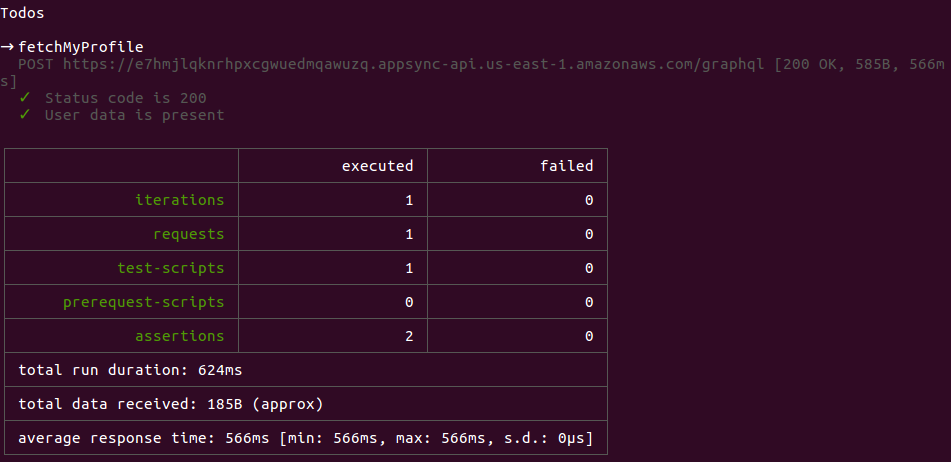 Todos
→ fetchMyProfile
POST https://e7hmjlqknrhpxcgwuedmqawuzq.appsync-api.us-east-1.amazonaws.com/graphql [200 OK, 585B, 566m
s]
✓ Status code is 200
✓ User data is present
executed failed
iterations 1 0
requests 1 0
test-scripts 1 0
prerequest-scripts 0 0
assertions 2 0
total run duration: 624ms
total data received: 185B (approx)
average response time: 566ms [min: 566ms, max: 566ms, s.d.: 0µs]